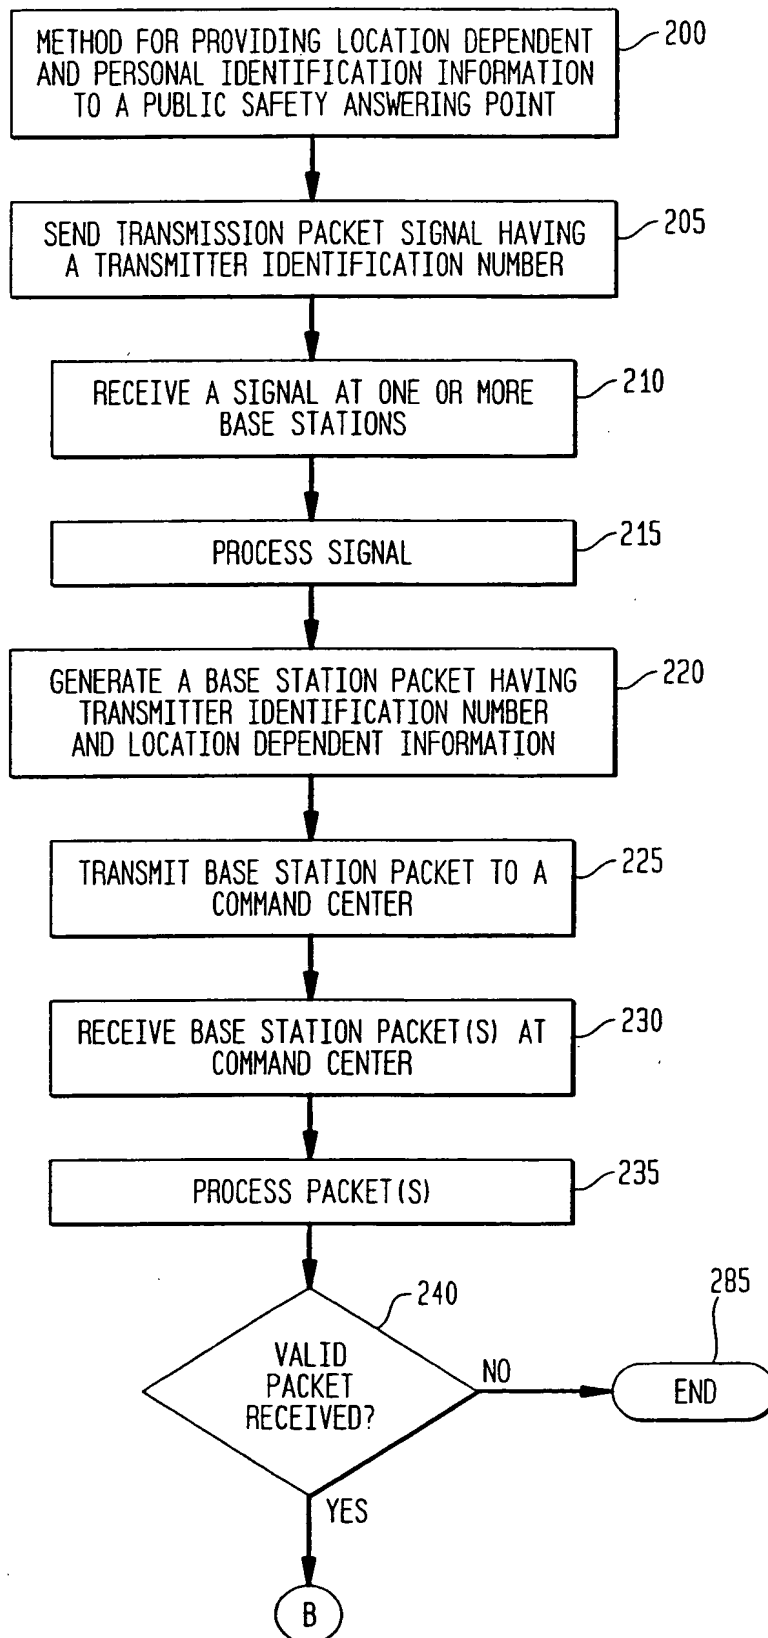 METHOD FOR PROVIDING LOCATION DEPENDENT
AND PERSONAL IDENTIFICATION INFORMATION
TO A PUBLIC SAFETY ANSWERING POINT
200
SEND TRANSMISSION PACKET SIGNAL HAVING
A TRANSMITTER IDENTIFICATION NUMBER
205
RECEIVE A SIGNAL AT ONE OR MORE
BASE STATIONS
210
PROCESS SIGNAL
215
GENERATE A BASE STATION PACKET HAVING
TRANSMITTER IDENTIFICATION NUMBER
AND LOCATION DEPENDENT INFORMATION
220
TRANSMIT BASE STATION PACKET TO A
COMMAND CENTER
225
RECEIVE BASE STATION PACKET(S) AT
COMMAND CENTER
230
PROCESS PACKET(S)
235
VALID
PACKET
RECEIVED?
240
NO
END
285
YES
B